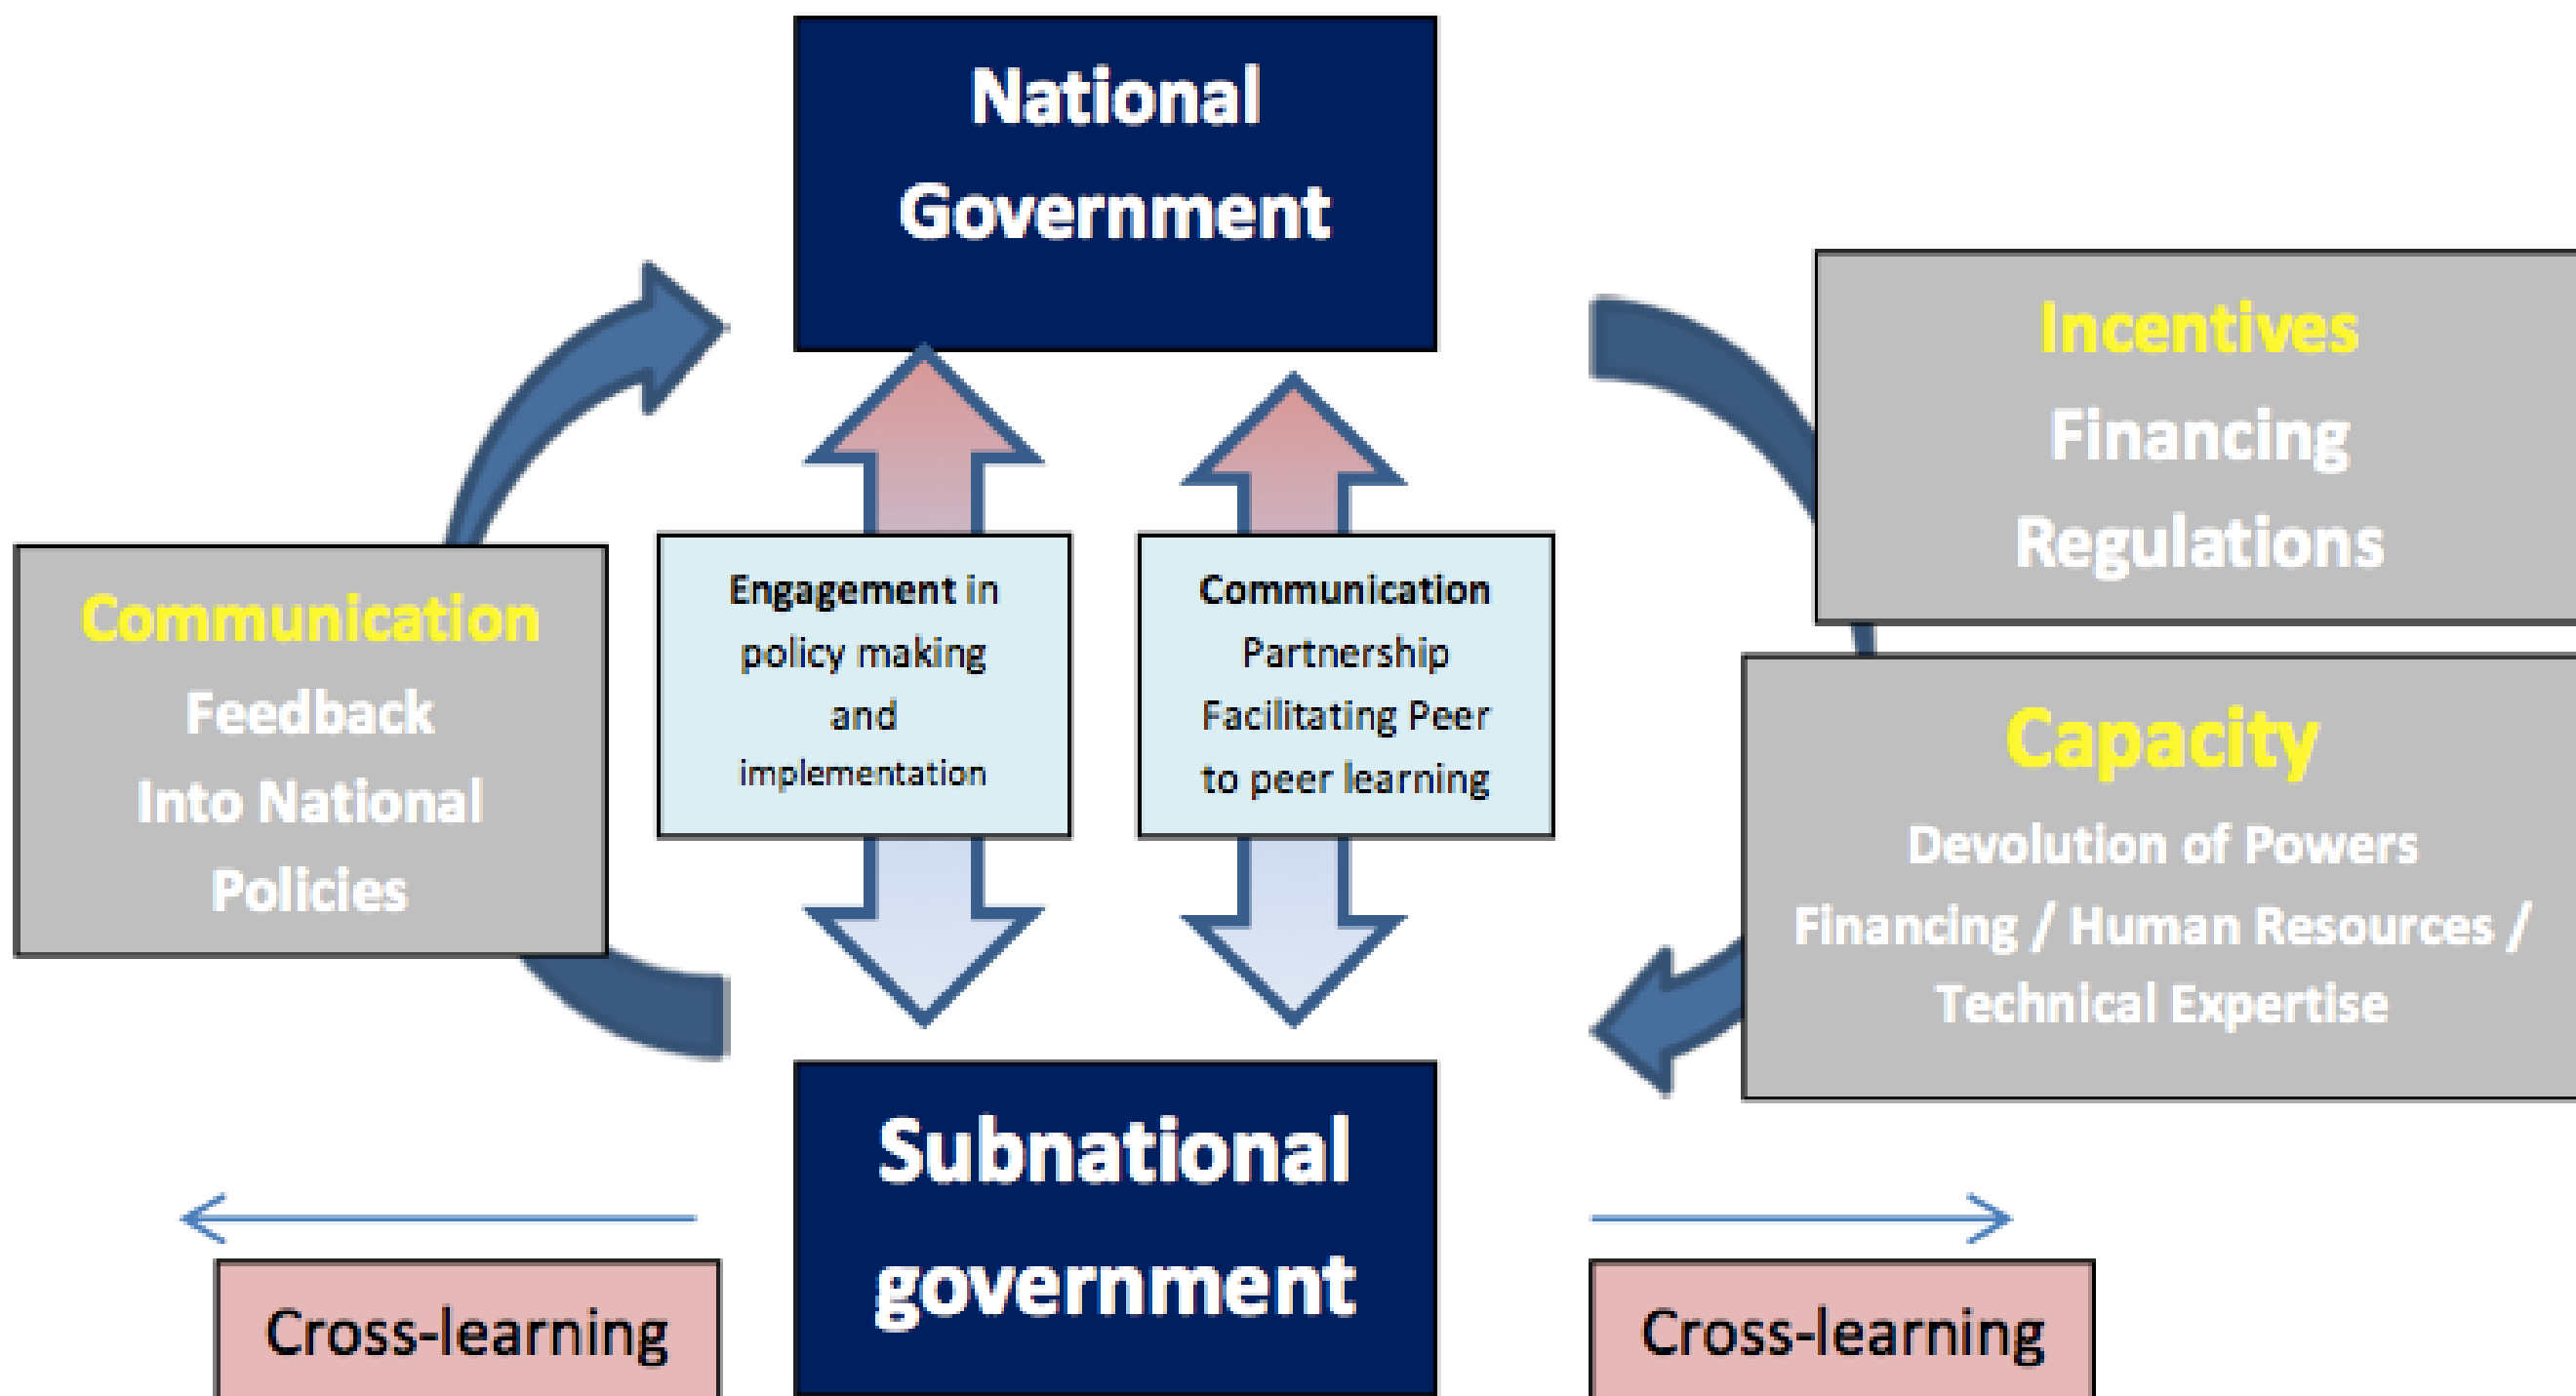 National
Government
Incentives
Financing
Regulations
Communication
Feedback
Into National
Policies
Engagement in
policy making
and
implementation
Communication
Partnership
Facilitating Peer
to peer learning
Capacity
Devolution of Powers
Financing / Human Resources /
Technical Expertise
Subnational
government
Cross-learning
Cross-learning